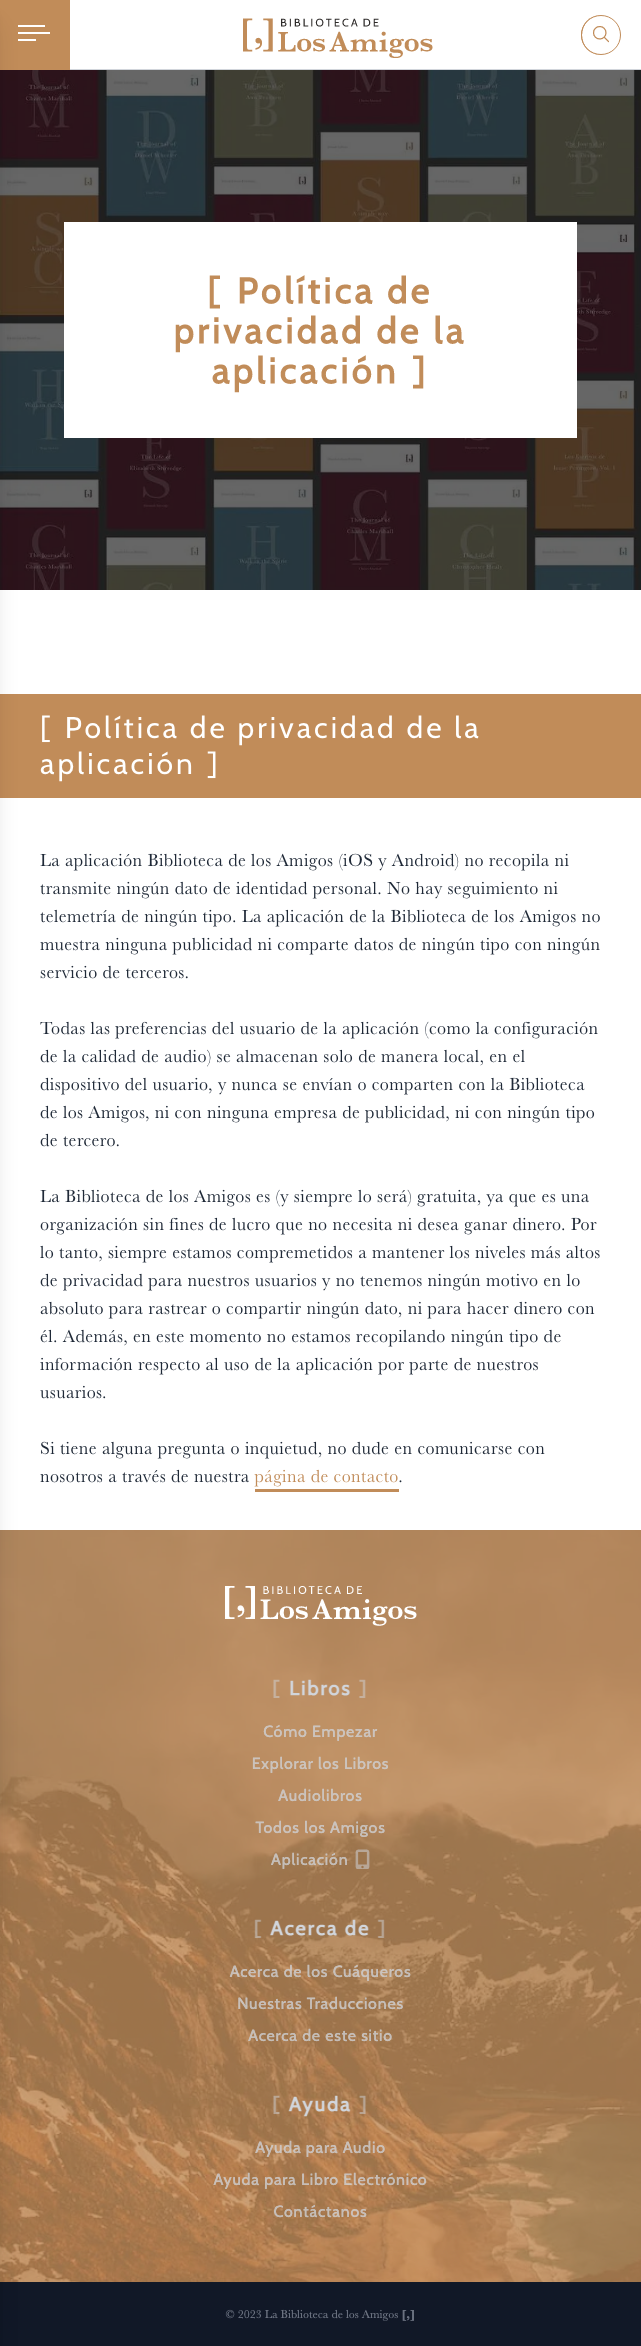 BIBLIOTECA DE
[,] Los Amigos
[ Política de
privacidad de la
aplicación ]
[ Política de privacidad de la
aplicación ]
La aplicación Biblioteca de los Amigos (iOS y Android) no recopila ni
transmite ningún dato de identidad personal. No hay seguimiento ni
telemetría de ningún tipo. La aplicación de la Biblioteca de los Amigos no
muestra ninguna publicidad ni comparte datos de ningún tipo con ningún
servicio de terceros.
Todas las preferencias del usuario de la aplicación (como la configuración
de la calidad de audio) se almacenan solo de manera local, en el
dispositivo del usuario, y nunca se envían o comparten con la Biblioteca
de los Amigos, ni con ninguna empresa de publicidad, ni con ningún tipo
de tercero.
La Biblioteca de los Amigos es (y siempre lo será) gratuita, ya que es una
organización sin fines de lucro que no necesita ni desea ganar dinero. Por
lo tanto, siempre estamos compremetidos a mantener los niveles más altos
de privacidad para nuestros usuarios y no tenemos ningún motivo en lo
absoluto para rastrear o compartir ningún dato, ni para hacer dinero con
él. Además, en este momento no estamos recopilando ningún tipo de
información respecto al uso de la aplicación por parte de nuestros
usuarios.
Si tiene alguna pregunta o inquietud, no dude en comunicarse con
nosotros a través de nuestra página de contacto.
BIBLIOTECA DE
[,] Los Amigos
[ Libros ]
Cómo Empezar
Explorar los Libros
Audiolibros
Todos los Amigos
Aplicación
[ Acerca de ]
Acerca de los Cuáqueros
Nuestras Traducciones
Acerca de este sitio
[ Ayuda ]
Ayuda para Audio
Ayuda para Libro Electrónico
Contáctanos
© 2023 La Biblioteca de los Amigos [,]